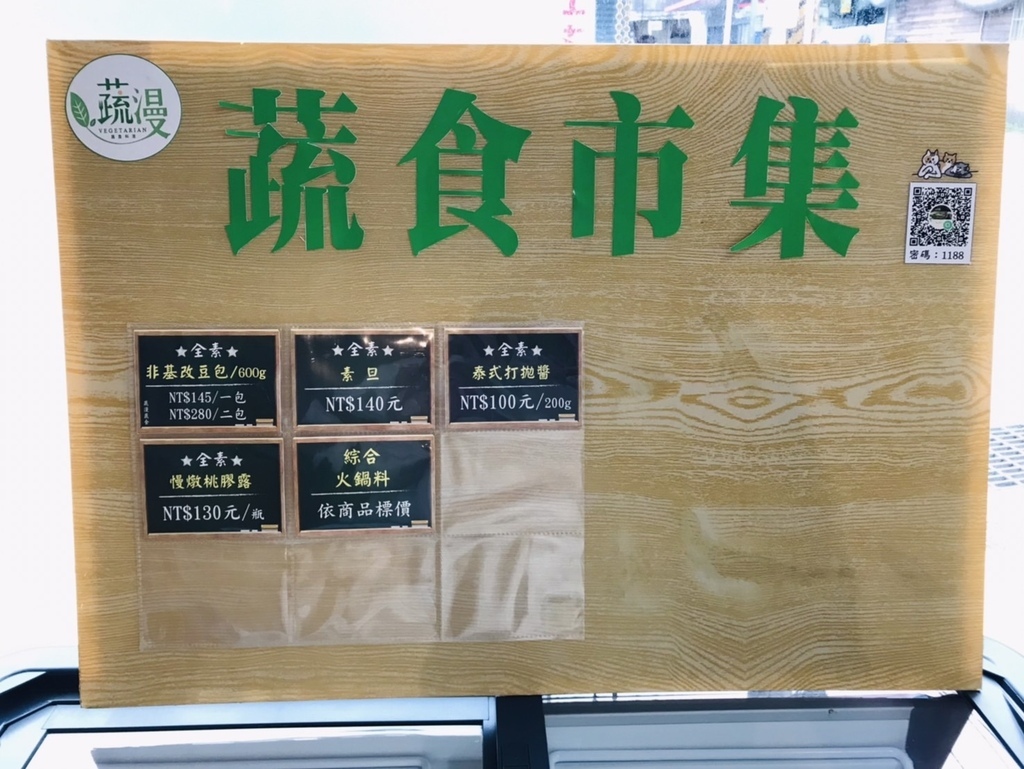 蔬漫
VEGETARIAN
蔬食市集
密碼：1188
★全素★
非基改豆包/600g
NT$145/一包
NT$280/二包
★全素★
素旦
NT$140元
★全素★
泰式打拋醬
NT$100元/200g
★全素★
慢燉桃膠露
NT$130元/瓶
綜合
火鍋料
依商品標價